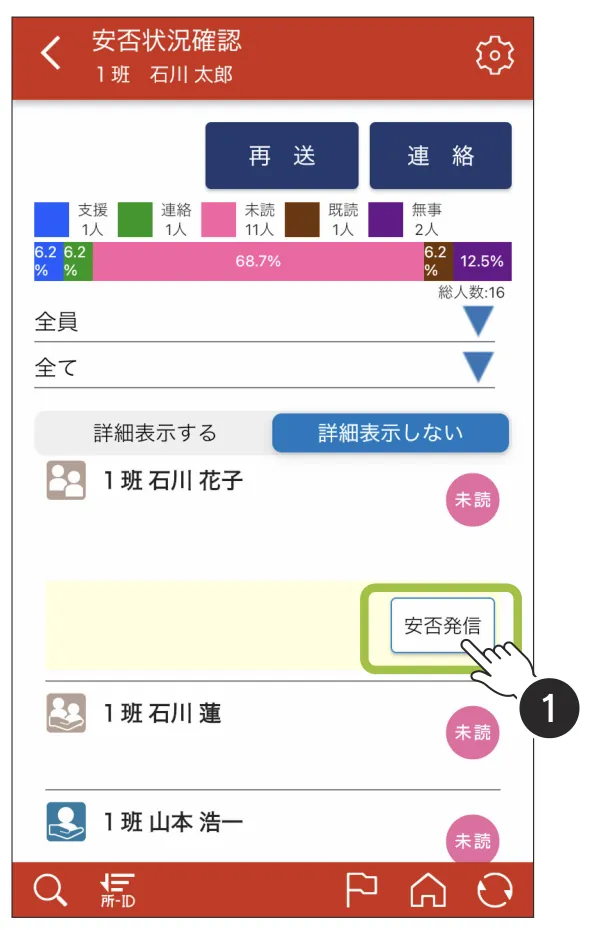 安否状況確認
1班　石川 太郎
再　送
連　絡
支援
1人
連絡
1人
未読
11人
既読
1人
無事
2人
6.2
%
6.2
%
68.7%
6.2
%
12.5%
総人数:16
全員
全て
詳細表示する
詳細表示しない
1班 石川 花子
未読
安否発信
1
1班 石川 蓮
未読
1班 山本 浩一
未読
所-ID